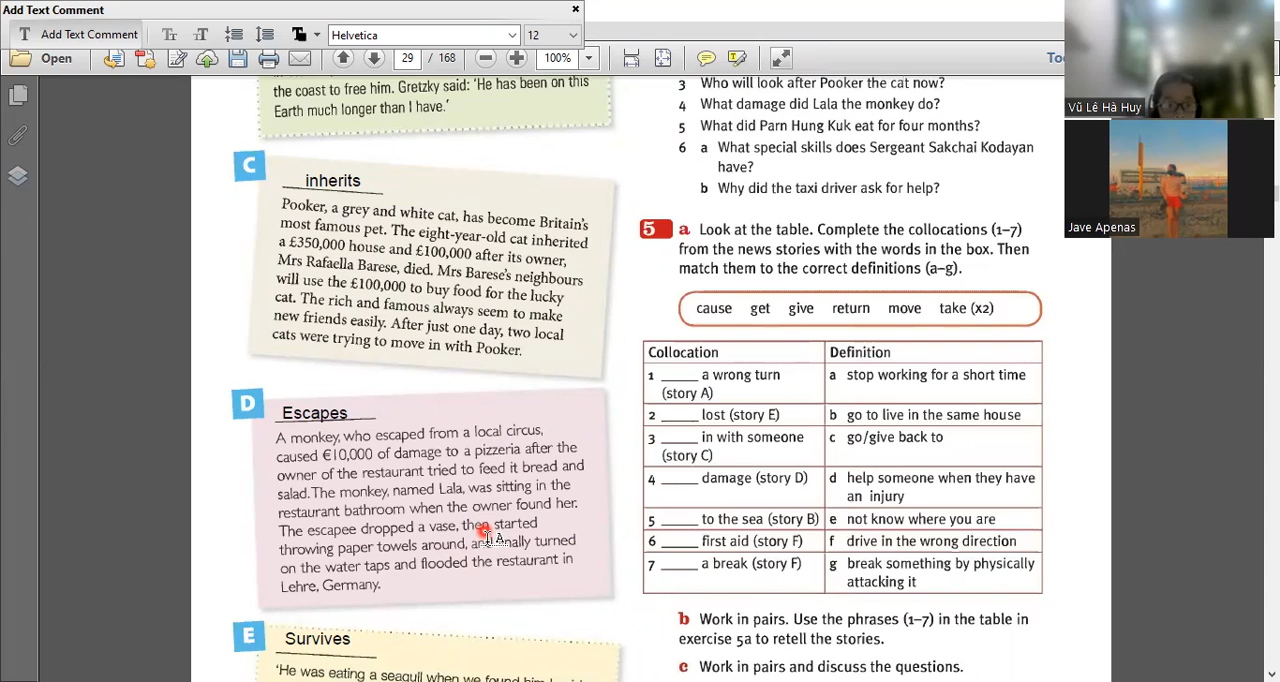 Add Text Comment
Add Text Comment
Helvetica
12
Open
29 / 168
100%
Too
Vũ Lê Hà Huy
Jave Apenas
the coast to free him. Gretzky said: 'He has been on this
Earth much longer than I have.'
C
inherits
Pooker, a grey and white cat, has become Britain's
most famous pet. The eight-year-old cat inherited
a £350,000 house and £100,000 after its owner,
Mrs Rafaella Barese, died. Mrs Barese's neighbours
will use the £100,000 to buy food for the lucky
cat. The rich and famous always seem to make
new friends easily. After just one day, two local
cats were trying to move in with Pooker.
D
Escapes
A monkey, who escaped from a local circus,
caused €10,000 of damage to a pizzeria after the
owner of the restaurant tried to feed it bread and
salad. The monkey, named Lala, was sitting in the
restaurant bathroom when the owner found her.
The escapee dropped a vase, then started
throwing paper towels around, and finally turned
on the water taps and flooded the restaurant in
Lehre, Germany.
E
Survives
'He was eating a seagull when we found him
3 Who will look after Pooker the cat now?
4 What damage did Lala the monkey do?
5 What did Parn Hung Kuk eat for four months?
6 a What special skills does Sergeant Sakchai Kodayan
have?
b Why did the taxi driver ask for help?
5 a Look at the table. Complete the collocations (1–7)
from the news stories with the words in the box. Then
match them to the correct definitions (a–g).
cause get give return move take (x2)
Collocation Definition
1 _____ a wrong turn
(story A)
a stop working for a short time
2 _____ lost (story E)
b go to live in the same house
3 _____ in with someone
(story C)
c go/give back to
4 _____ damage (story D)
d help someone when they have
an injury
5 _____ to the sea (story B)
e not know where you are
6 _____ first aid (story F)
f drive in the wrong direction
7 _____ a break (story F)
g break something by physically
attacking it
b Work in pairs. Use the phrases (1–7) in the table in
exercise 5a to retell the stories.
c Work in pairs and discuss the questions.